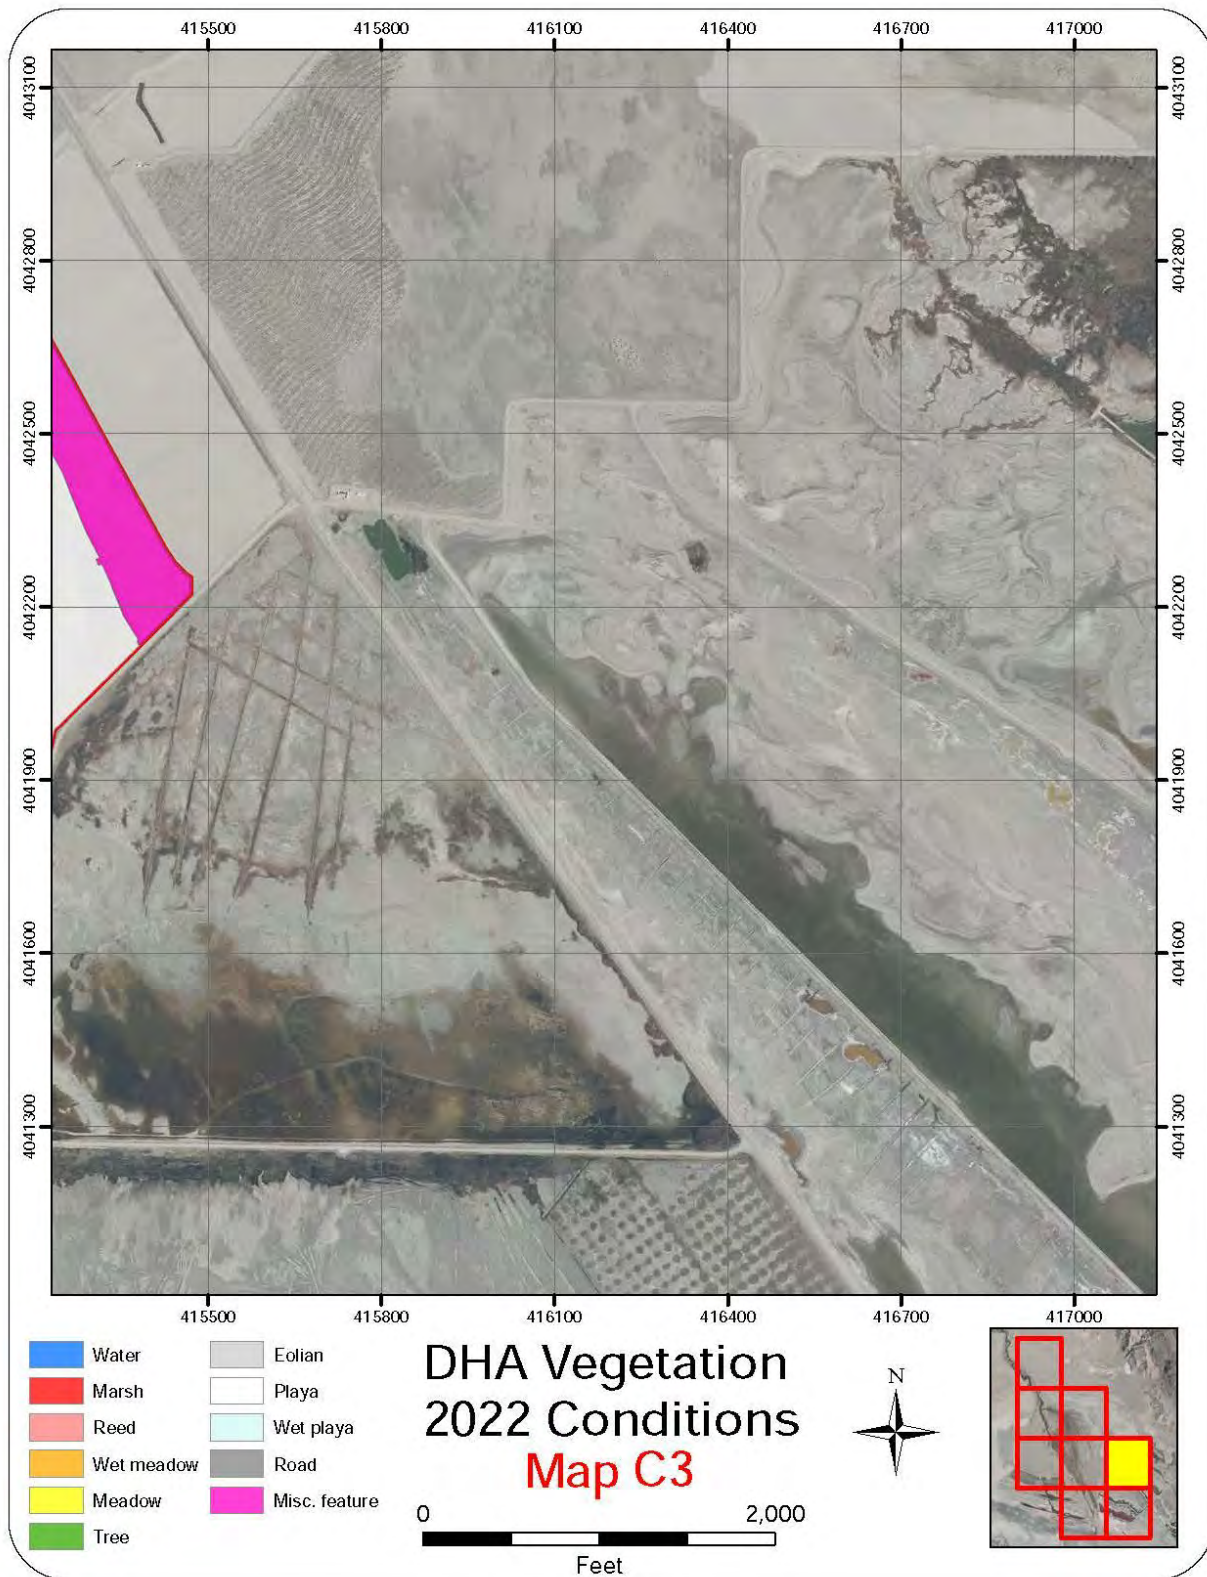 415500 415800 416100 416400 416700 417000
4043100 4043100
4042800 4042800
4042500 4042500
4042200 4042200
4041900 4041900
4041600 4041600
4041300 4041300
415500 415800 416100 416400 416700 417000
Water
Marsh
Reed
Wet meadow
Meadow
Tree
Eolian
Playa
Wet playa
Road
Misc. feature
DHA Vegetation
2022 Conditions
Map C3
0 2,000
Feet
N